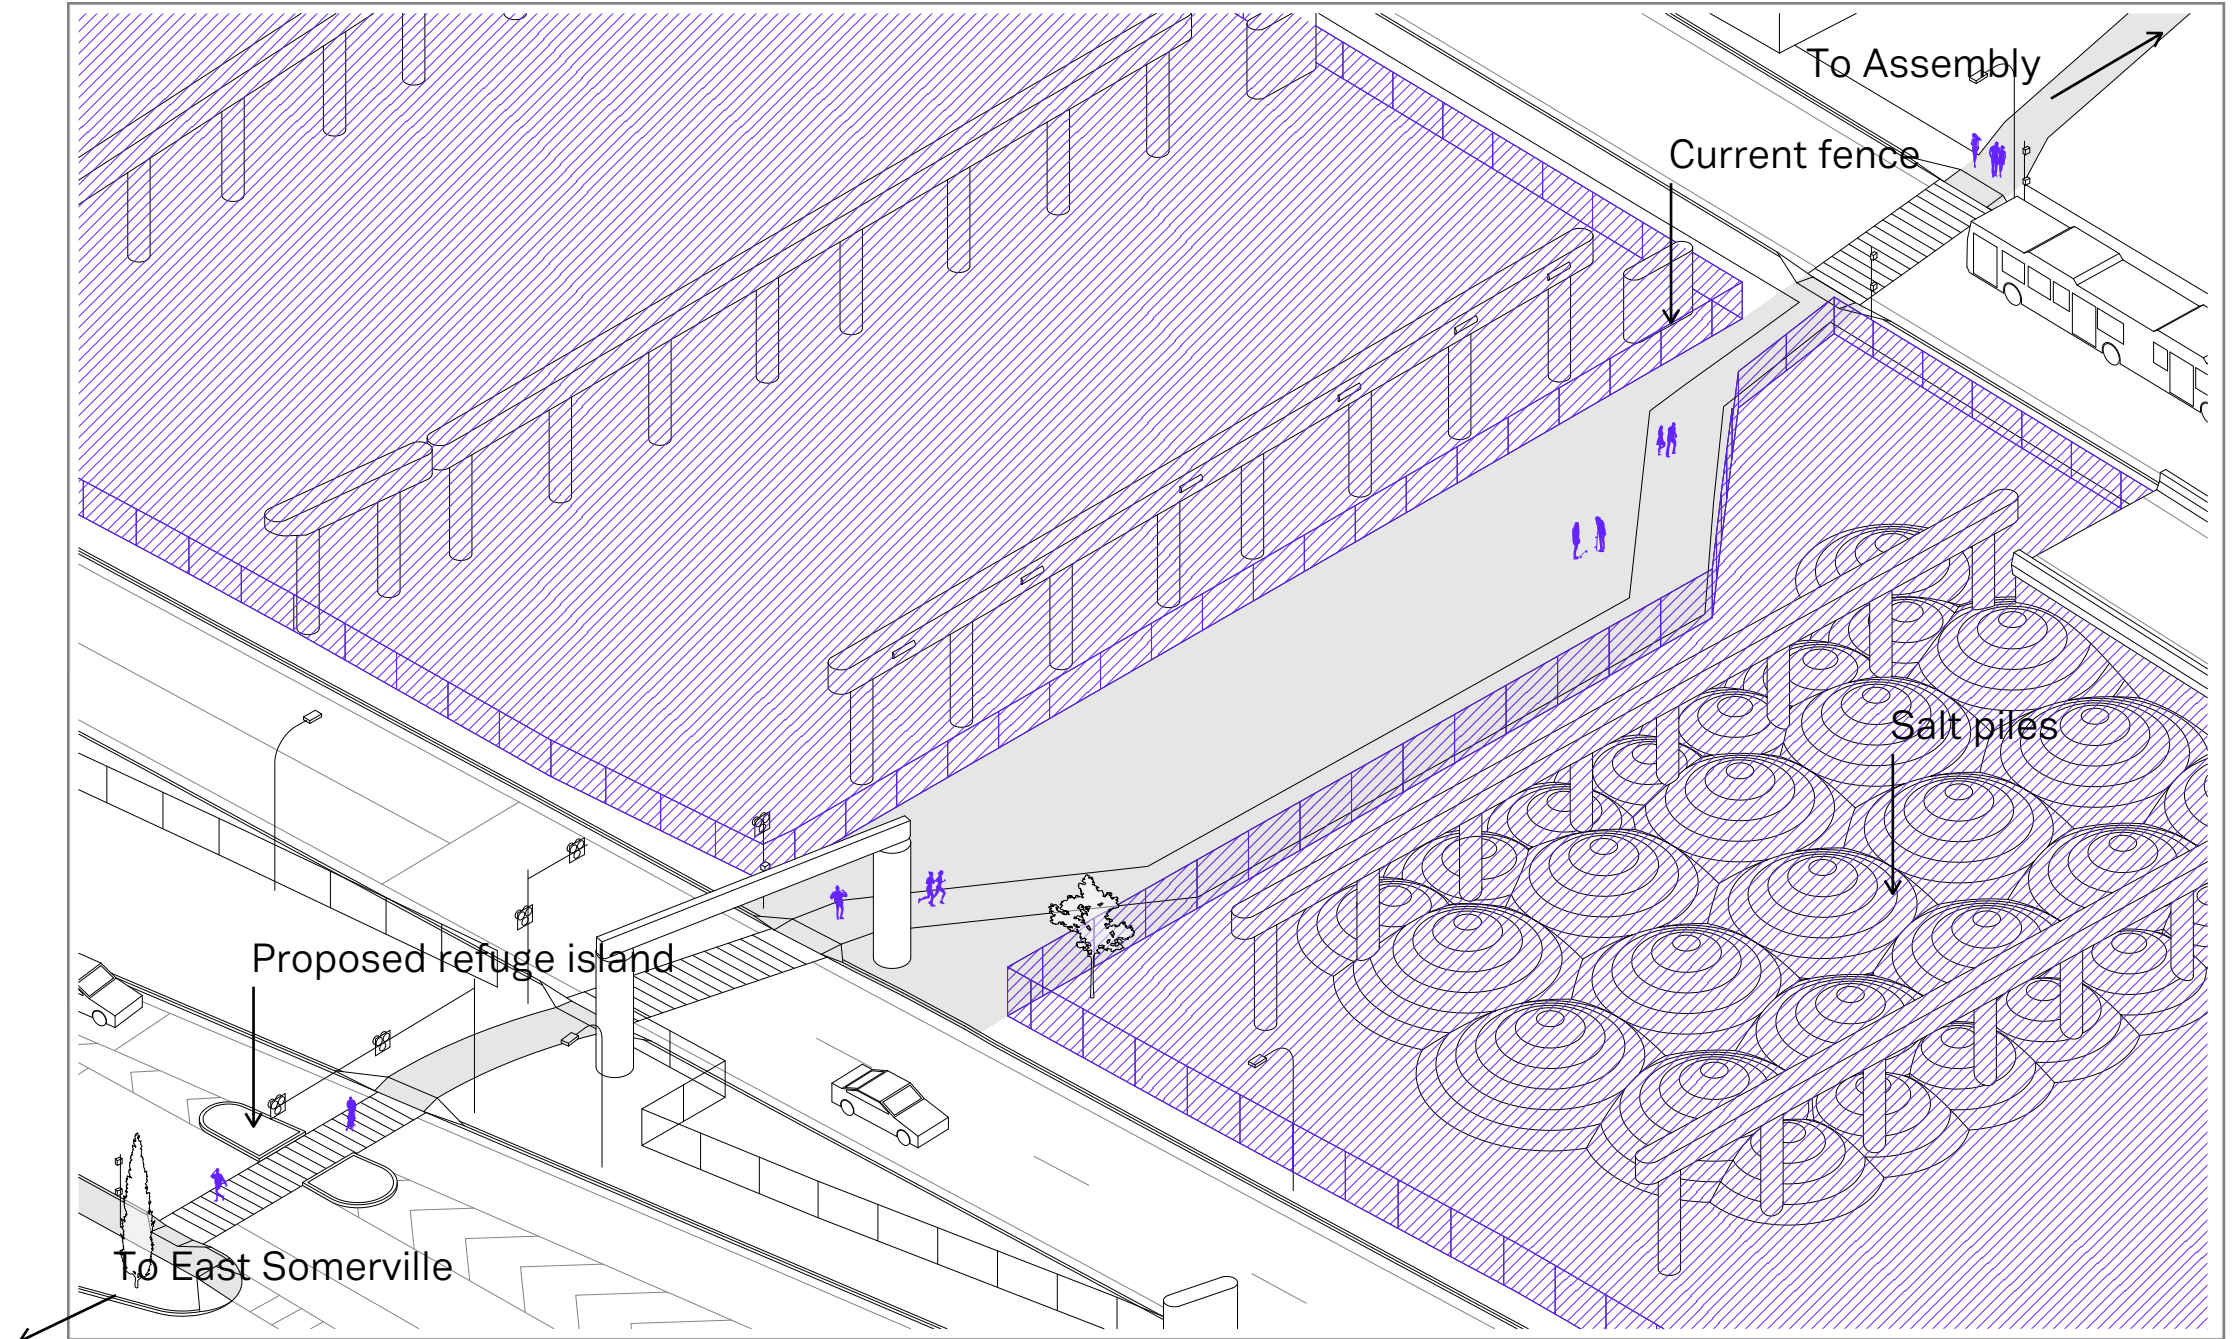 To Assembly
Current fence
Salt piles
Proposed refuge island
To East Somerville